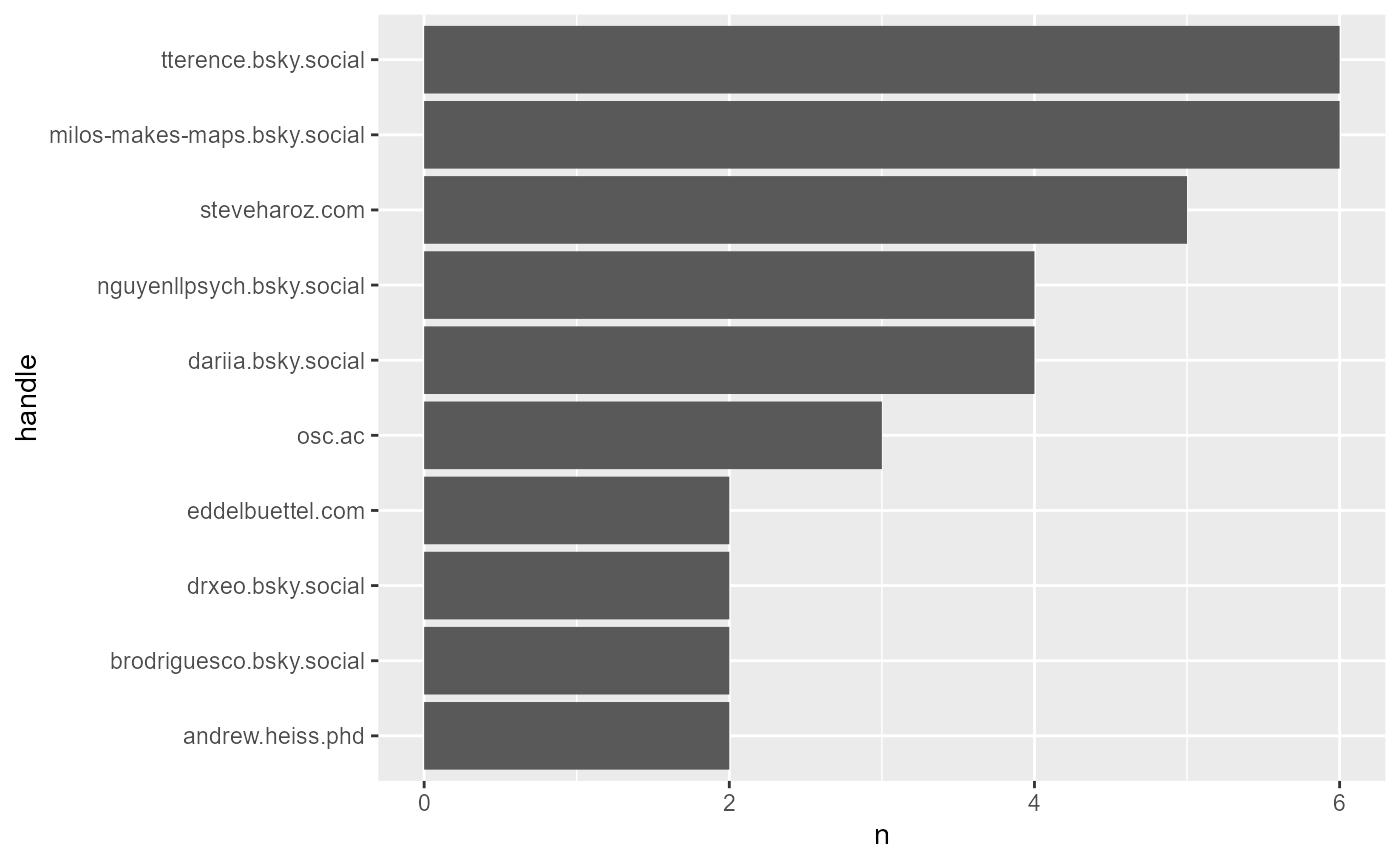 tterence.bsky.social
milos-makes-maps.bsky.social
steveharoz.com
nguyenllpsych.bsky.social
dariia.bsky.social
osc.ac
eddelbuettel.com
drxeo.bsky.social
brodriguesco.bsky.social
andrew.heiss.phd
handle
0 2 4 6
n